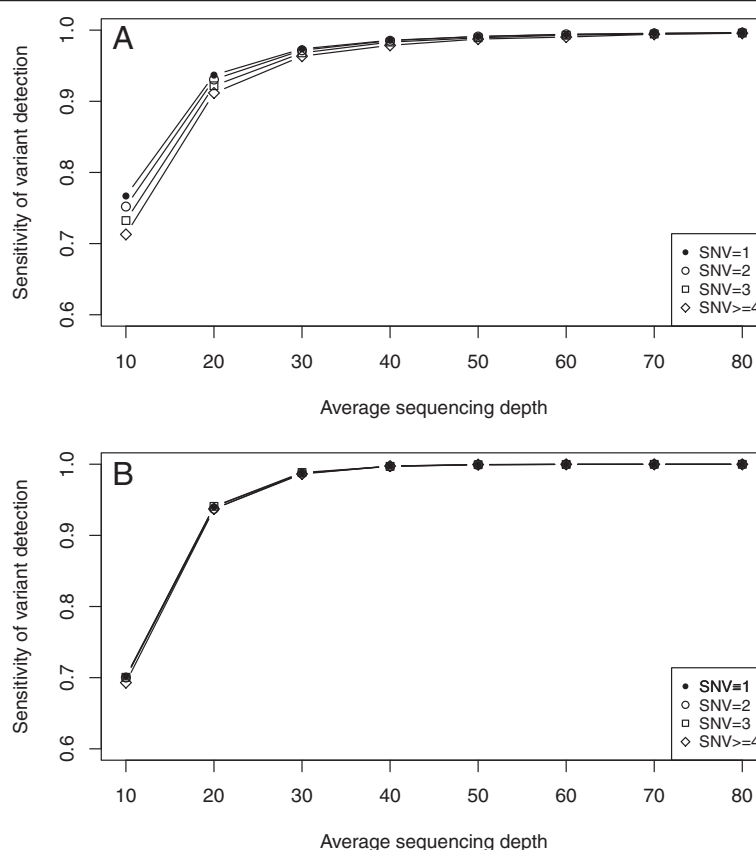 A
Sensitivity of variant detection
1.0
0.9
0.8
0.7
0.6
SNV=1
SNV=2
SNV=3
SNV>=4
10 20 30 40 50 60 70 80
Average sequencing depth
B
Sensitivity of variant detection
1.0
0.9
0.8
0.7
0.6
SNV=1
SNV=2
SNV=3
SNV>=4
10 20 30 40 50 60 70 80
Average sequencing depth